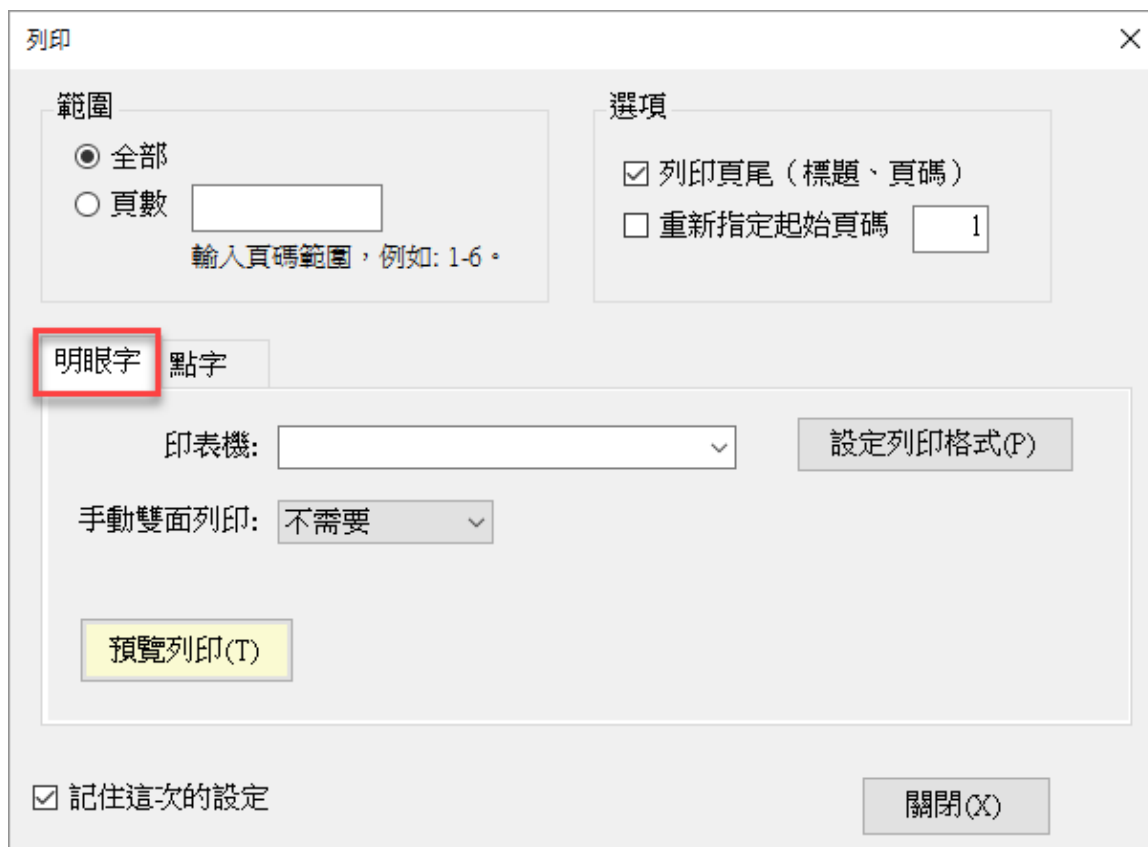 列印
範圍
全部
頁數
輸入頁碼範圍，例如: 1-6。
選項
列印頁尾（標題、頁碼）
重新指定起始頁碼 1
明眼字 點字
印表機: 設定列印格式(P)
手動雙面列印: 不需要
預覽列印(T)
記住這次的設定 關閉(X)